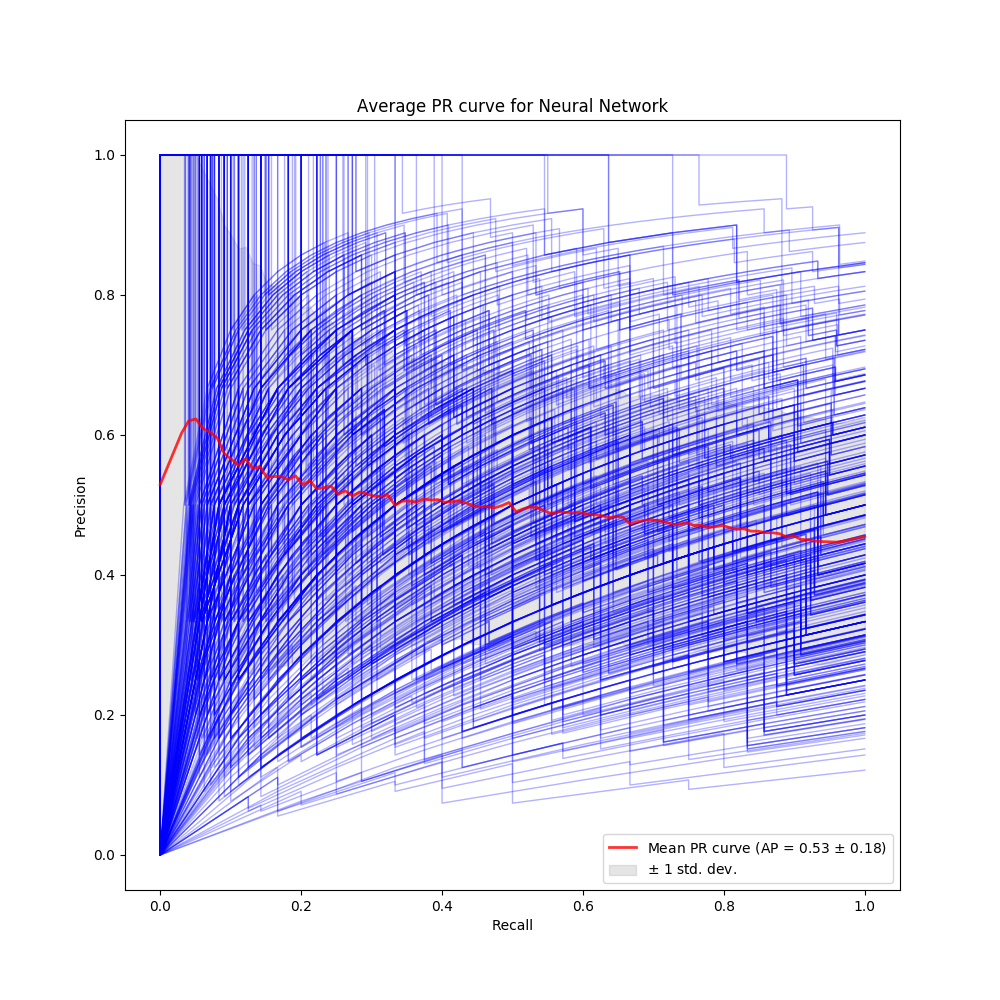 Average PR curve for Neural Network
1.0
0.8
0.6
0.4
0.2
0.0
Precision
Mean PR curve (AP = 0.53 ± 0.18)
± 1 std. dev.
0.0 0.2 0.4 0.6 0.8 1.0
Recall